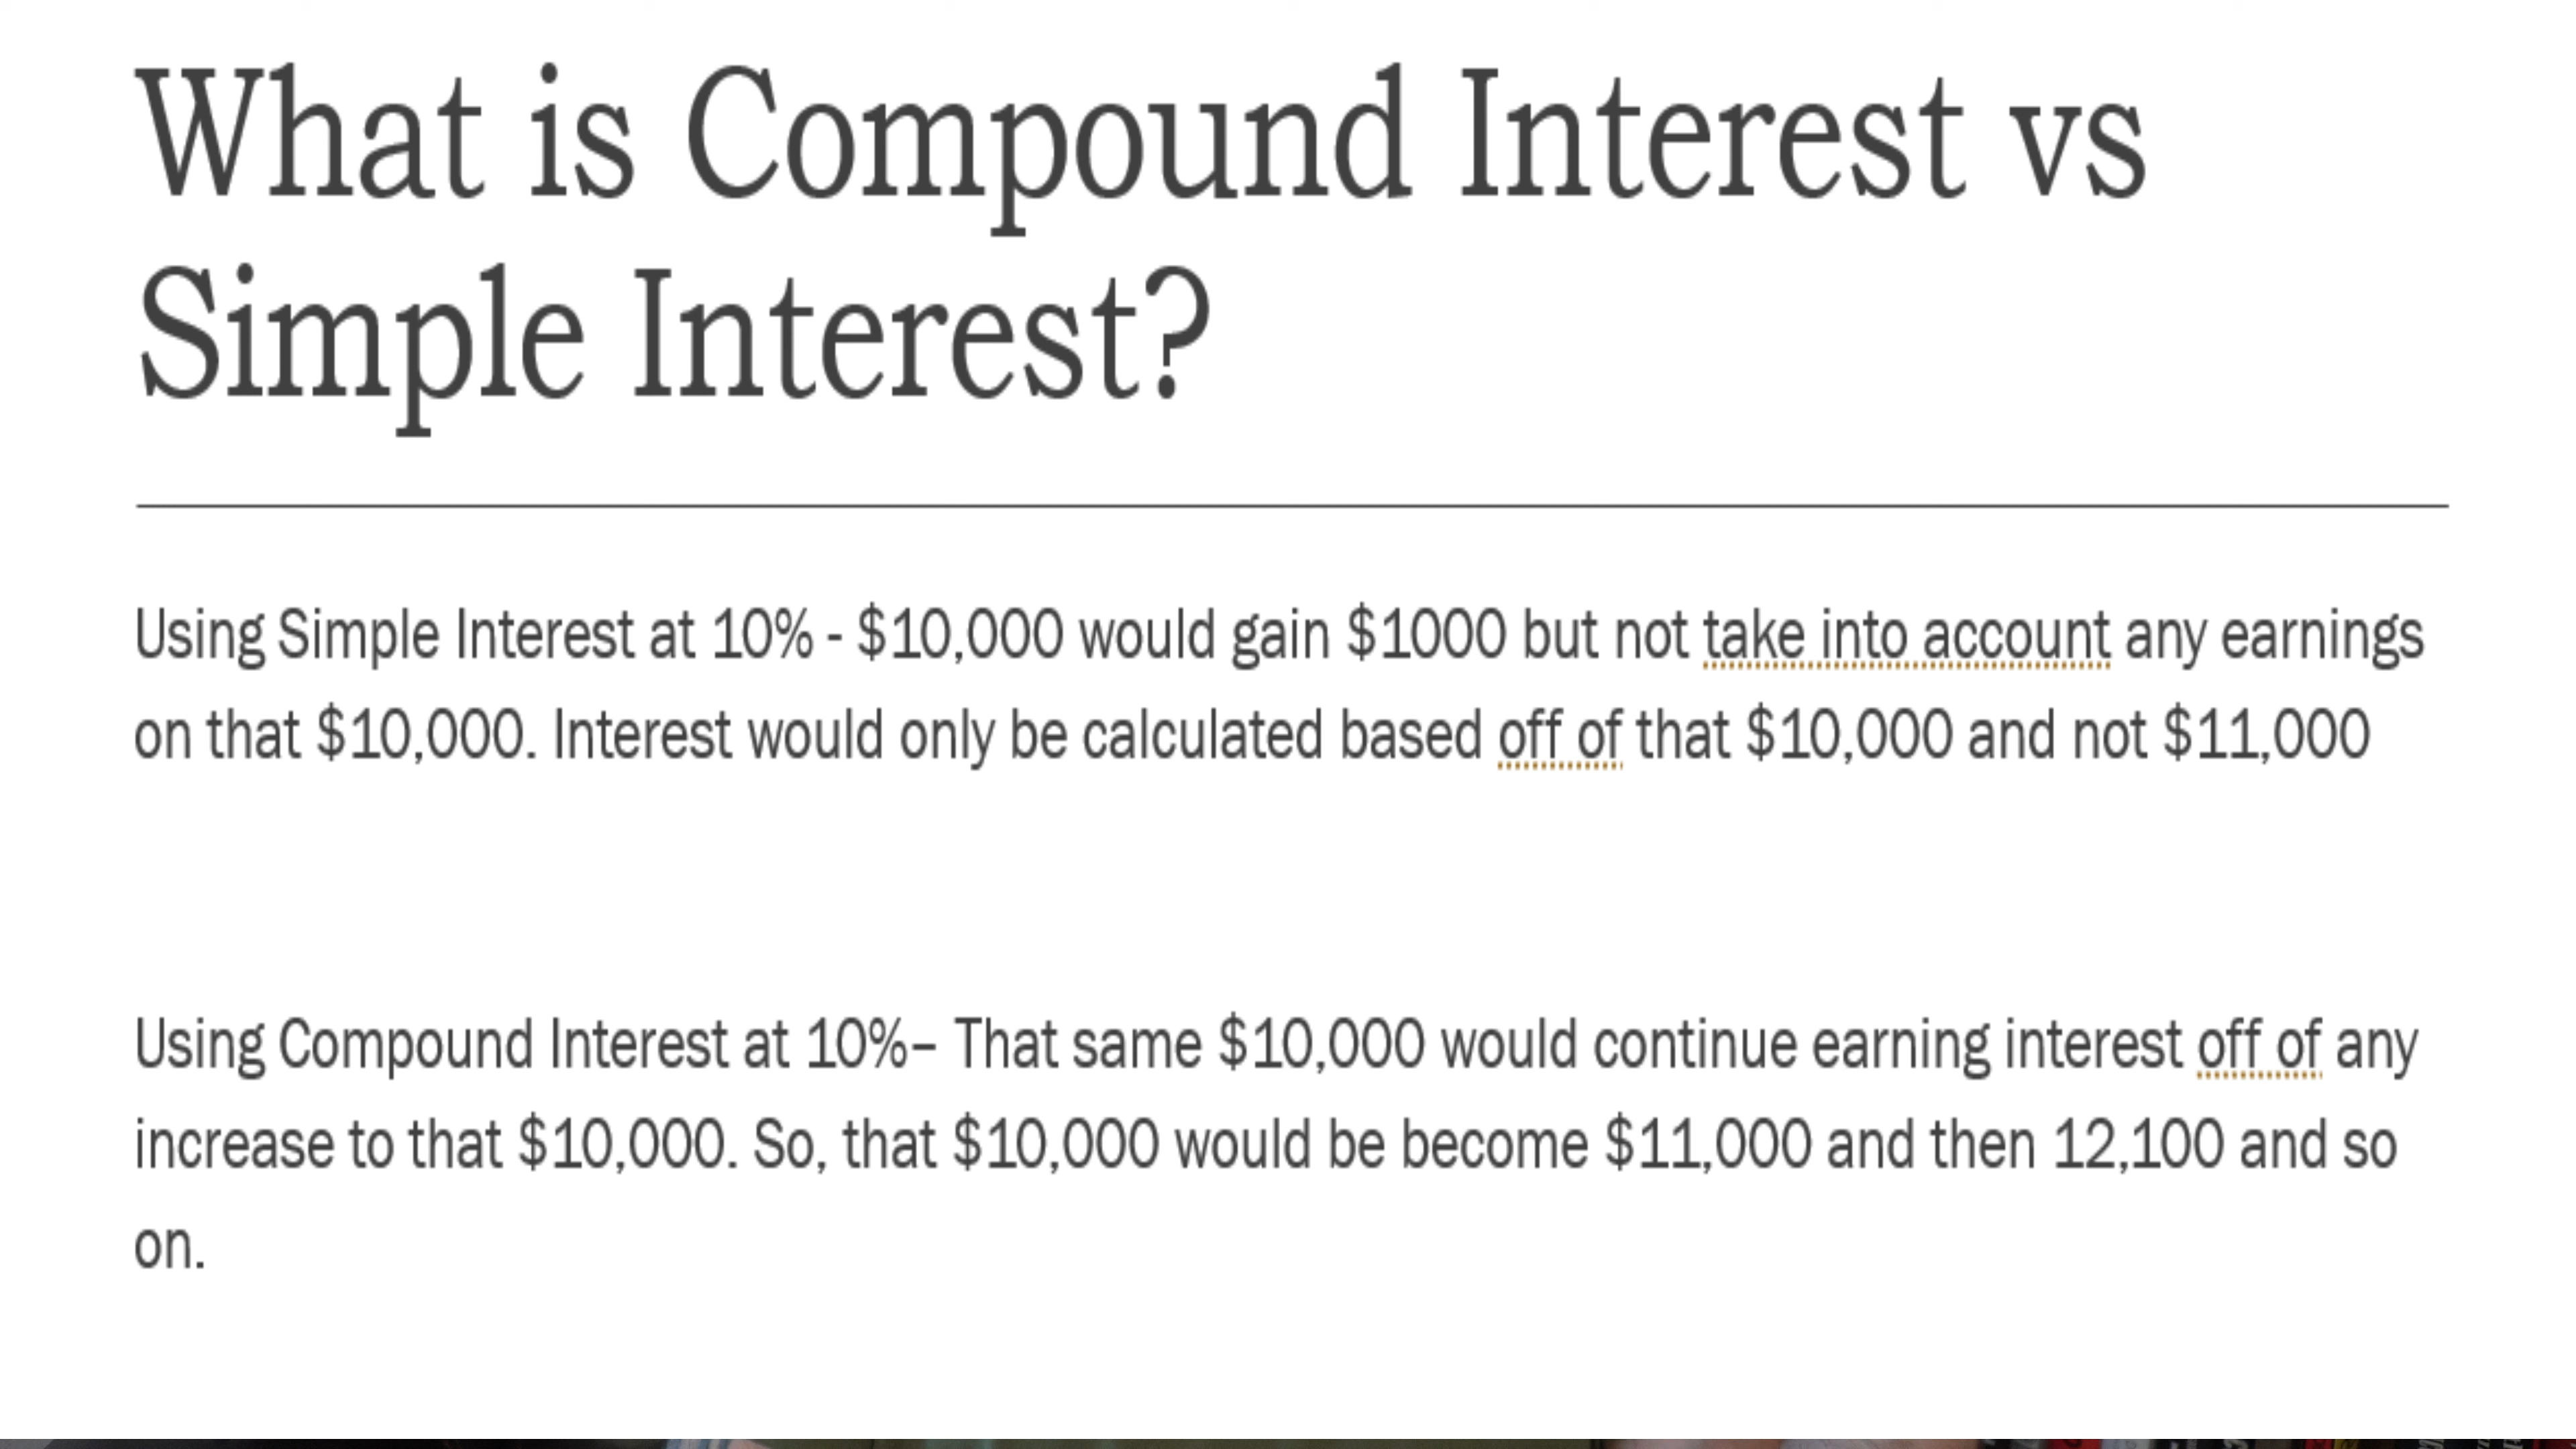 What is Compound Interest vs
Simple Interest?
Using Simple Interest at 10% - $10,000 would gain $1000 but not take into account any earnings
on that $10,000. Interest would only be calculated based off of that $10,000 and not $11,000
Using Compound Interest at 10%– That same $10,000 would continue earning interest off of any
increase to that $10,000. So, that $10,000 would be become $11,000 and then 12,100 and so
on.